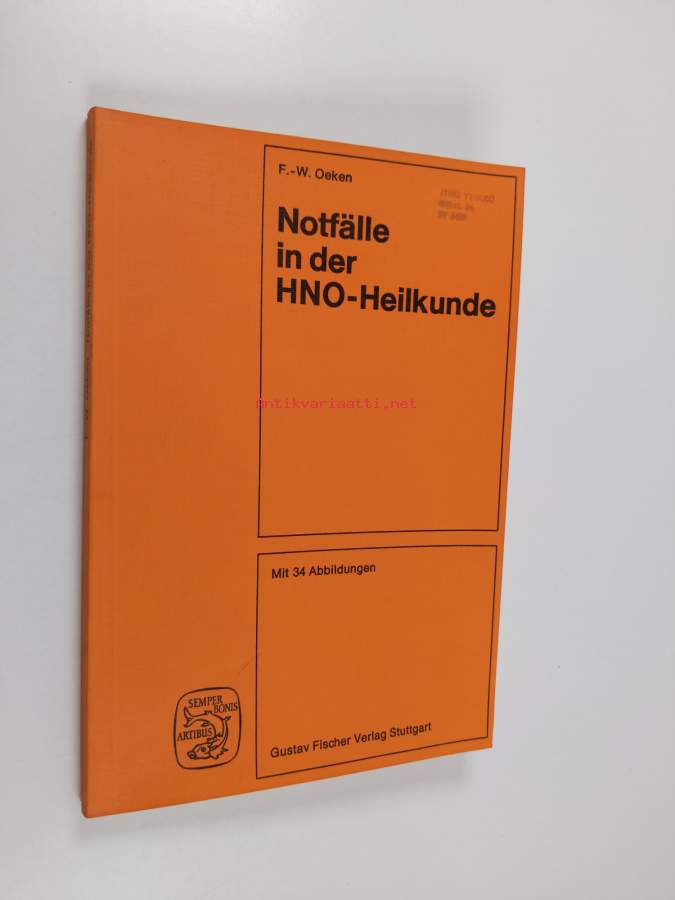 F.-W. Oeken
Notfälle
in der
HNO-Heilkunde
antikvariaatti.net
Mit 34 Abbildungen
SEMPER
BONIS
ARTIBUS
Gustav Fischer Verlag Stuttgart